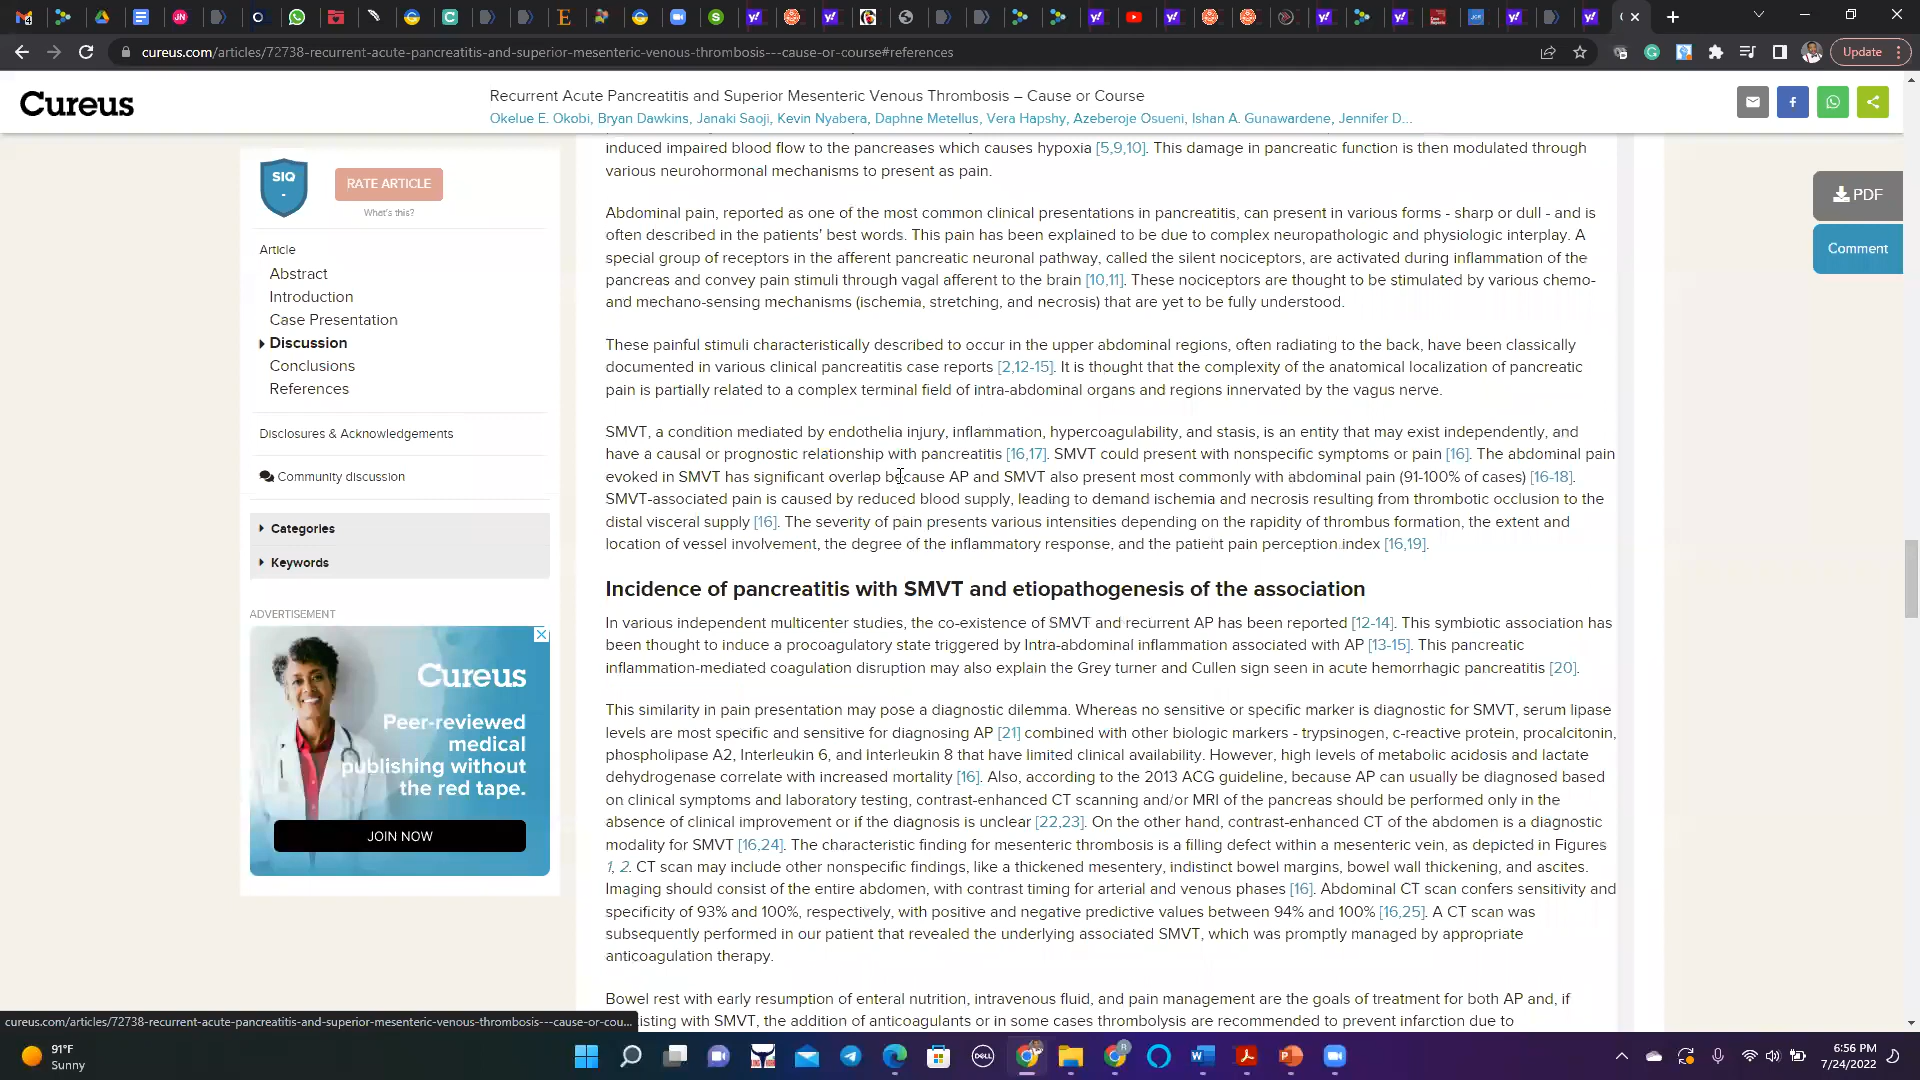 cureus.com/articles/72738-recurrent-acute-pancreatitis-and-superior-mesenteric-venous-thrombosis---cause-or-course#references
Update
Cureus
Recurrent Acute Pancreatitis and Superior Mesenteric Venous Thrombosis – Cause or Course
Okelue E. Okobi, Bryan Dawkins, Janaki Saoji, Kevin Nyabera, Daphne Metellus, Vera Hapshy, Azeberoje Osueni, Ishan A. Gunawardene, Jennifer D...
SIQ
-
RATE ARTICLE
What's this?
Article
Abstract
Introduction
Case Presentation
Discussion
Conclusions
References
Disclosures & Acknowledgements
Community discussion
Categories
Keywords
ADVERTISEMENT
Cureus
Peer-reviewed
medical
publishing without
the red tape.
JOIN NOW
induced impaired blood flow to the pancreases which causes hypoxia [5,9,10]. This damage in pancreatic function is then modulated through
various neurohormonal mechanisms to present as pain.
Abdominal pain, reported as one of the most common clinical presentations in pancreatitis, can present in various forms - sharp or dull - and is
often described in the patients' best words. This pain has been explained to be due to complex neuropathologic and physiologic interplay. A
special group of receptors in the afferent pancreatic neuronal pathway, called the silent nociceptors, are activated during inflammation of the
pancreas and convey pain stimuli through vagal afferent to the brain [10,11]. These nociceptors are thought to be stimulated by various chemo-
and mechano-sensing mechanisms (ischemia, stretching, and necrosis) that are yet to be fully understood.
These painful stimuli characteristically described to occur in the upper abdominal regions, often radiating to the back, have been classically
documented in various clinical pancreatitis case reports [2,12-15]. It is thought that the complexity of the anatomical localization of pancreatic
pain is partially related to a complex terminal field of intra-abdominal organs and regions innervated by the vagus nerve.
SMVT, a condition mediated by endothelia injury, inflammation, hypercoagulability, and stasis, is an entity that may exist independently, and
have a causal or prognostic relationship with pancreatitis [16,17]. SMVT could present with nonspecific symptoms or pain [16]. The abdominal pain
evoked in SMVT has significant overlap because AP and SMVT also present most commonly with abdominal pain (91-100% of cases) [16-18].
SMVT-associated pain is caused by reduced blood supply, leading to demand ischemia and necrosis resulting from thrombotic occlusion to the
distal visceral supply [16]. The severity of pain presents various intensities depending on the rapidity of thrombus formation, the extent and
location of vessel involvement, the degree of the inflammatory response, and the patient pain perception index [16,19].
Incidence of pancreatitis with SMVT and etiopathogenesis of the association
In various independent multicenter studies, the co-existence of SMVT and recurrent AP has been reported [12-14]. This symbiotic association has
been thought to induce a procoagulatory state triggered by Intra-abdominal inflammation associated with AP [13-15]. This pancreatic
inflammation-mediated coagulation disruption may also explain the Grey turner and Cullen sign seen in acute hemorrhagic pancreatitis [20].
This similarity in pain presentation may pose a diagnostic dilemma. Whereas no sensitive or specific marker is diagnostic for SMVT, serum lipase
levels are most specific and sensitive for diagnosing AP [21] combined with other biologic markers - trypsinogen, c-reactive protein, procalcitonin,
phospholipase A2, Interleukin 6, and Interleukin 8 that have limited clinical availability. However, high levels of metabolic acidosis and lactate
dehydrogenase correlate with increased mortality [16]. Also, according to the 2013 ACG guideline, because AP can usually be diagnosed based
on clinical symptoms and laboratory testing, contrast-enhanced CT scanning and/or MRI of the pancreas should be performed only in the
absence of clinical improvement or if the diagnosis is unclear [22,23]. On the other hand, contrast-enhanced CT of the abdomen is a diagnostic
modality for SMVT [16,24]. The characteristic finding for mesenteric thrombosis is a filling defect within a mesenteric vein, as depicted in Figures
1, 2. CT scan may include other nonspecific findings, like a thickened mesentery, indistinct bowel margins, bowel wall thickening, and ascites.
Imaging should consist of the entire abdomen, with contrast timing for arterial and venous phases [16]. Abdominal CT scan confers sensitivity and
specificity of 93% and 100%, respectively, with positive and negative predictive values between 94% and 100% [16,25]. A CT scan was
subsequently performed in our patient that revealed the underlying associated SMVT, which was promptly managed by appropriate
anticoagulation therapy.
Bowel rest with early resumption of enteral nutrition, intravenous fluid, and pain management are the goals of treatment for both AP and, if
isting with SMVT, the addition of anticoagulants or in some cases thrombolysis are recommended to prevent infarction due to
PDF
Comment
cureus.com/articles/72738-recurrent-acute-pancreatitis-and-superior-mesenteric-venous-thrombosis---cause-or-cou...
91°F
Sunny
6:56 PM
7/24/2022